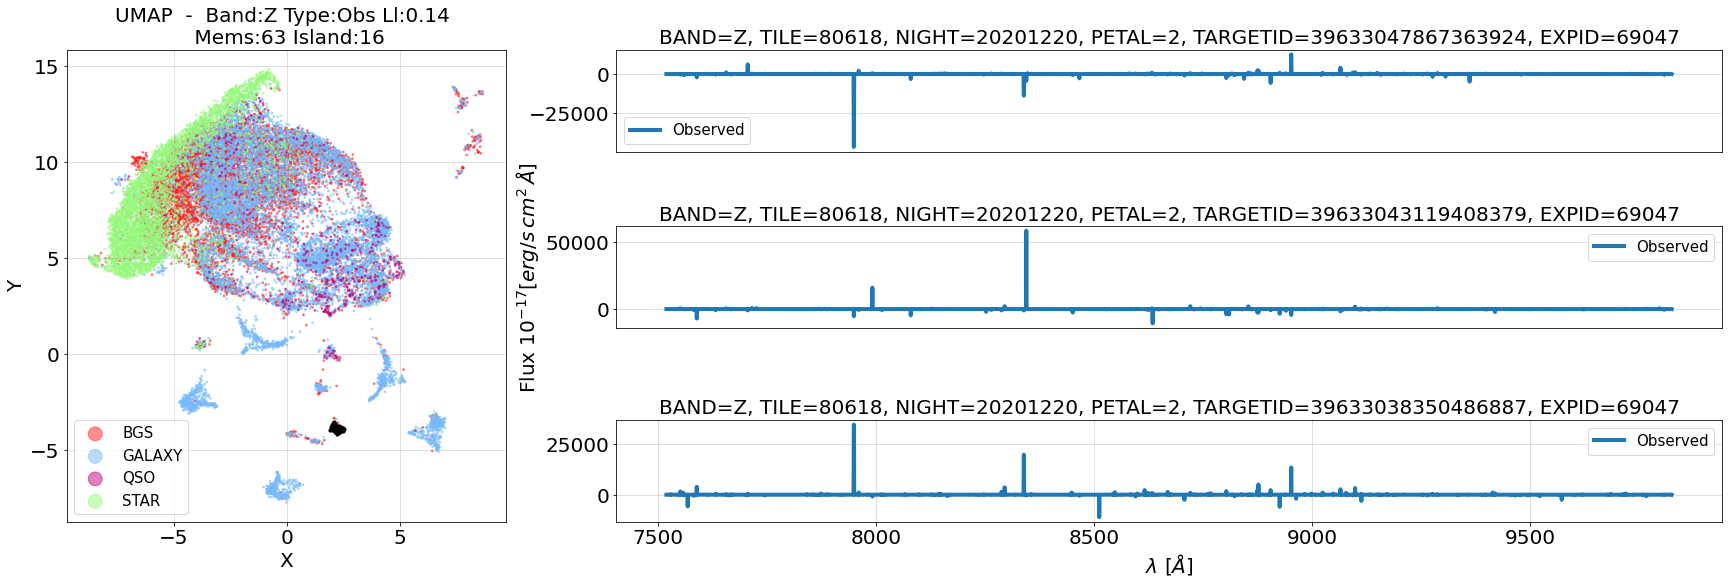 UMAP - Band:Z Type:Obs Ll:0.14
Mems:63 Island:16
15
10
5
0
−5
Y
−5
0
5
X
BGS
GALAXY
QSO
STAR
Flux 10⁻¹⁷[erg/s cm² Å]
BAND=Z, TILE=80618, NIGHT=20201220, PETAL=2, TARGETID=39633047867363924, EXPID=69047
0
−25000
Observed
BAND=Z, TILE=80618, NIGHT=20201220, PETAL=2, TARGETID=39633043119408379, EXPID=69047
50000
0
Observed
BAND=Z, TILE=80618, NIGHT=20201220, PETAL=2, TARGETID=39633038350486887, EXPID=69047
25000
0
Observed
7500
8000
8500
9000
9500
λ [Å]